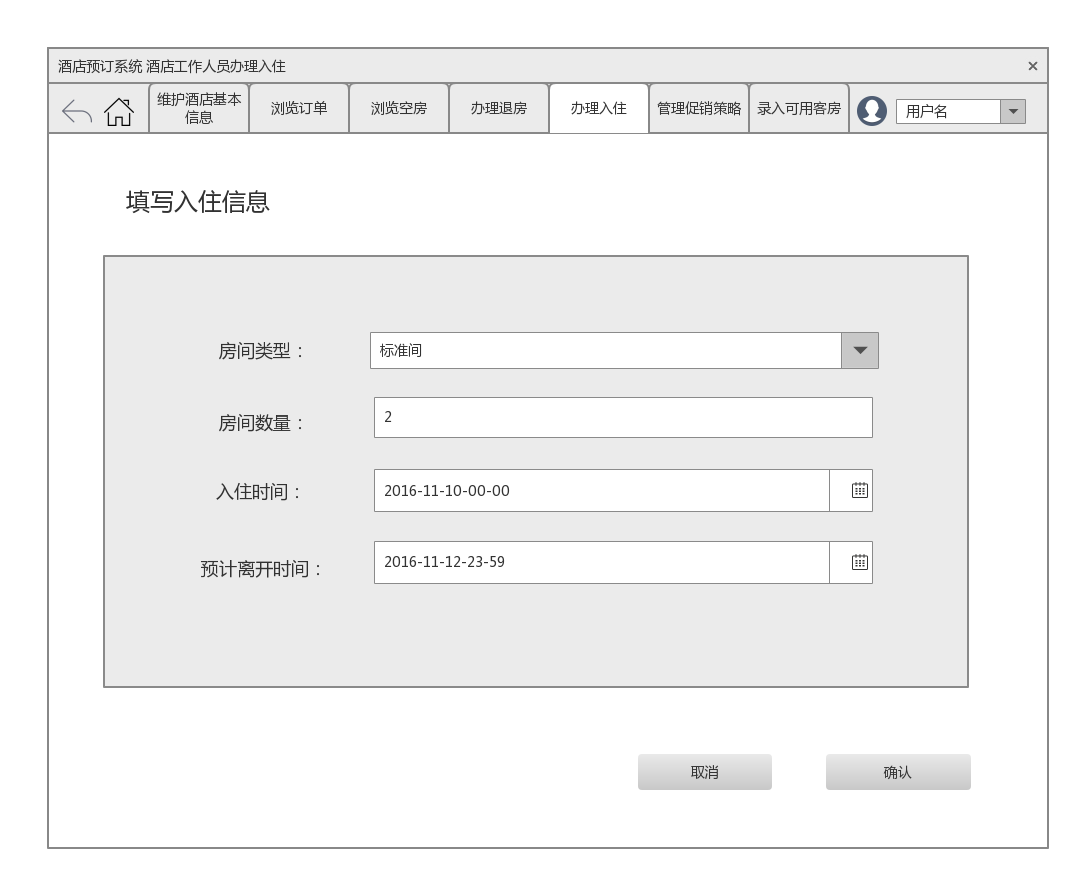 酒店预订系统 酒店工作人员办理入住
×
维护酒店基本
信息
浏览订单
浏览空房
办理退房
办理入住
管理促销策略
录入可用客房
用户名
填写入住信息
房间类型：
标准间
房间数量：
2
入住时间：
2016-11-10-00-00
预计离开时间：
2016-11-12-23-59
取消
确认